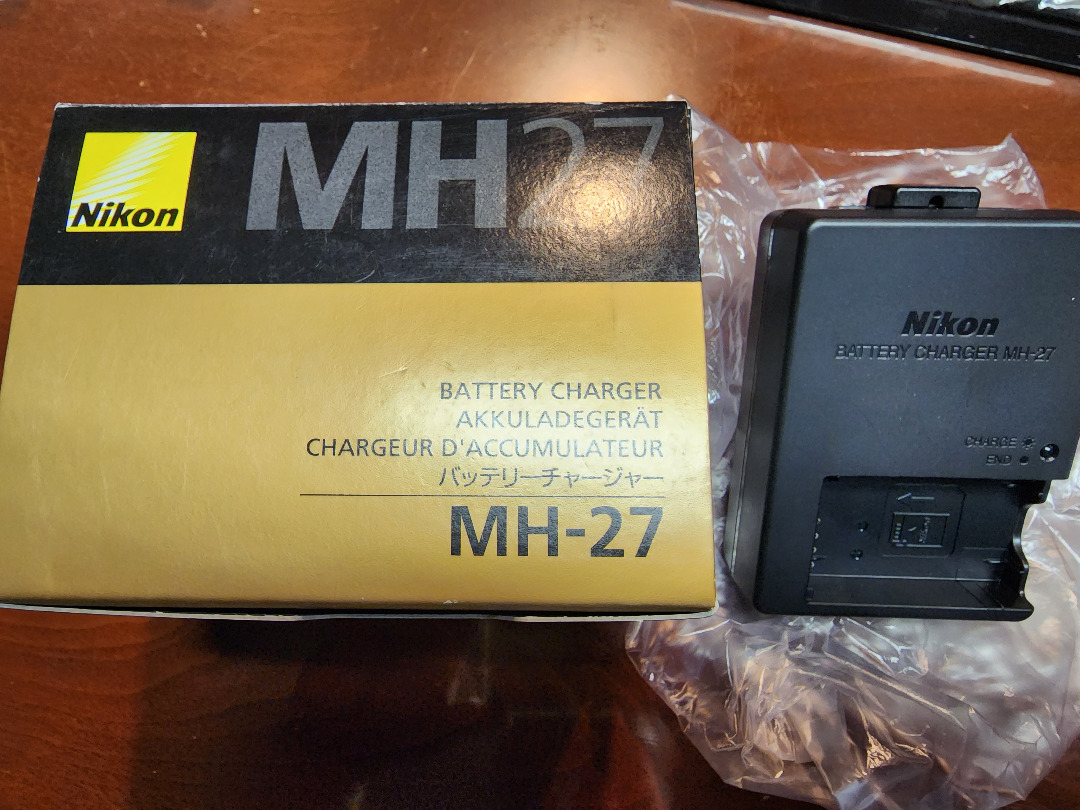 Nikon
MH27
BATTERY CHARGER
AKKULADEGERÄT
CHARGEUR D'ACCUMULATEUR
バッテリーチャージャー
MH-27
Nikon
BATTERY CHARGER MH-27
CHARGE
END